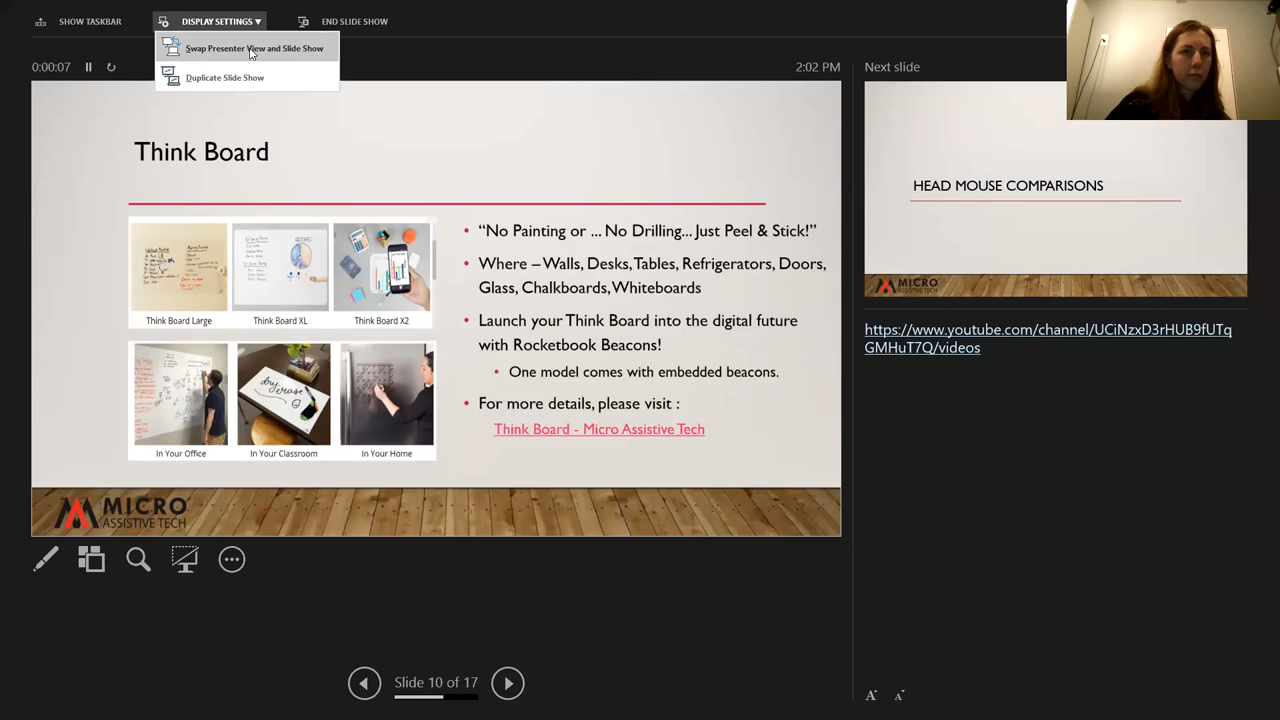 SHOW TASKBAR
DISPLAY SETTINGS ▼
END SLIDE SHOW
Swap Presenter View and Slide Show
Duplicate Slide Show
0:00:07
2:02 PM
Next slide
Think Board
“No Painting or ... No Drilling... Just Peel & Stick!”
Where – Walls, Desks, Tables, Refrigerators, Doors,
Glass, Chalkboards, Whiteboards
Launch your Think Board into the digital future
with Rocketbook Beacons!
One model comes with embedded beacons.
For more details, please visit :
Think Board - Micro Assistive Tech
Think Board Large
Think Board XL
Think Board X2
dry erase
In Your Office
In Your Classroom
In Your Home
MICRO
ASSISTIVE TECH
HEAD MOUSE COMPARISONS
MICRO
ASSISTIVE TECH
https://www.youtube.com/channel/UCiNzxD3rHUB9fUTq
GMHuT7Q/videos
Slide 10 of 17
A
A